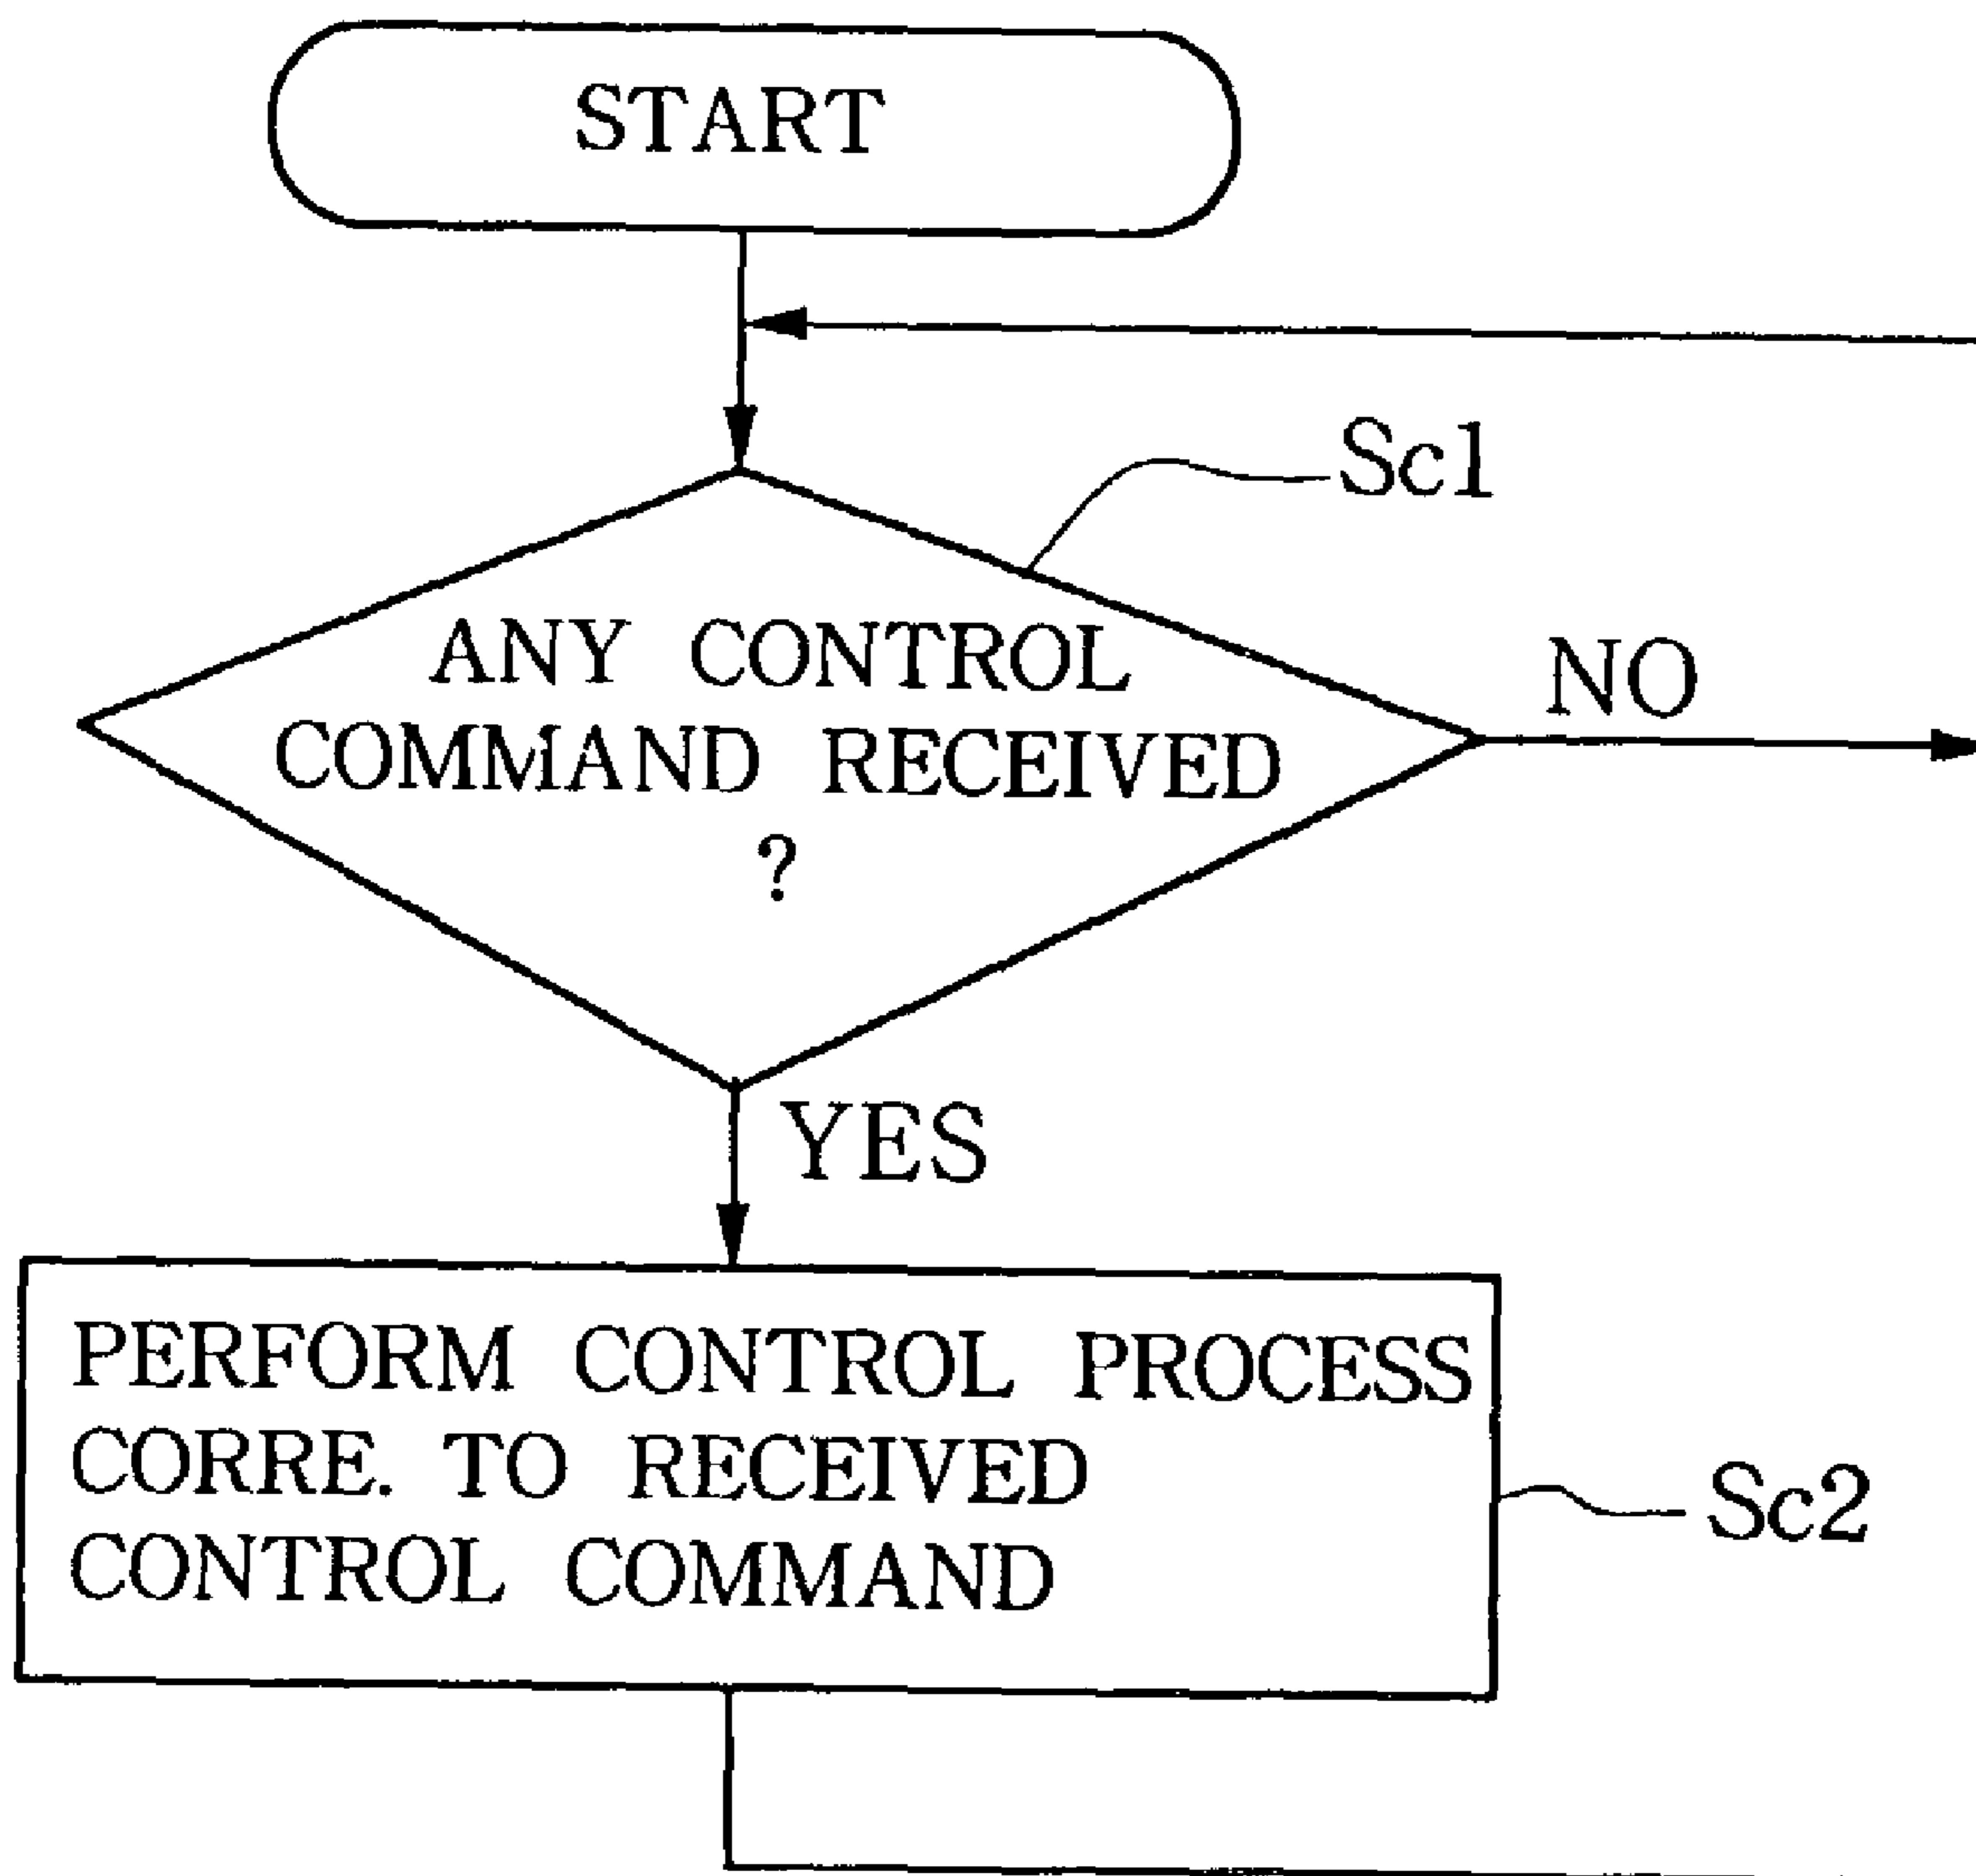 START
Sc1
ANY CONTROL
COMMAND RECEIVED
?
NO
YES
PERFORM CONTROL PROCESS
CORRE. TO RECEIVED
CONTROL COMMAND
Sc2